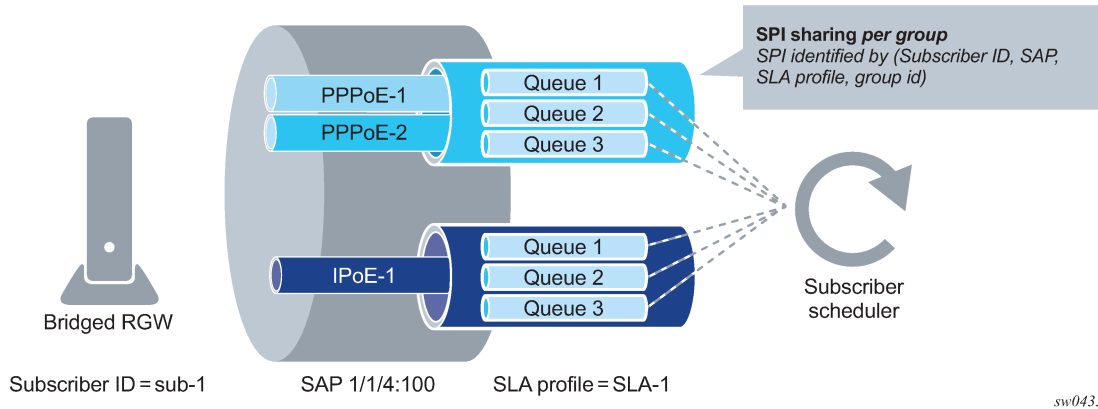 SPI sharing per group
SPI identified by (Subscriber ID, SAP,
SLA profile, group id)
PPPoE-1
PPPoE-2
Queue 1
Queue 2
Queue 3
IPoE-1
Queue 1
Queue 2
Queue 3
Subscriber
scheduler
Bridged RGW
Subscriber ID = sub-1
SAP 1/1/4:100
SLA profile = SLA-1
sw043.